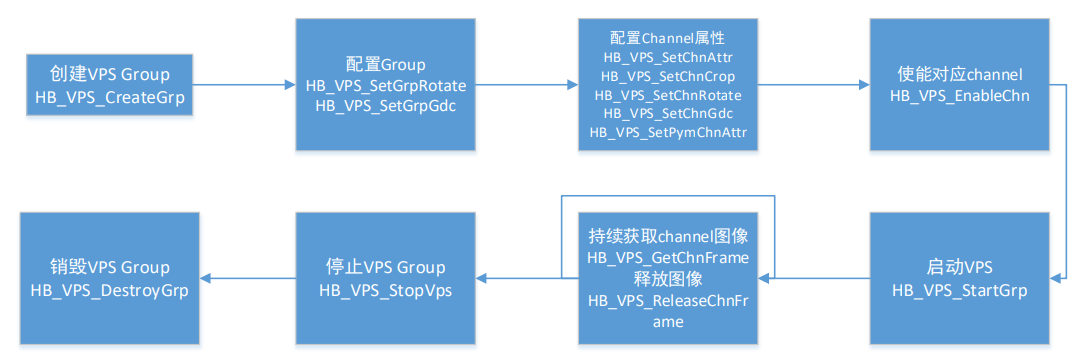 创建VPS Group
HB_VPS_CreateGrp
配置Group
HB_VPS_SetGrpRotate
HB_VPS_SetGrpGdc
配置Channel属性
HB_VPS_SetChnAttr
HB_VPS_SetChnCrop
HB_VPS_SetChnRotate
HB_VPS_SetChnGdc
HB_VPS_SetPymChnAttr
使能对应channel
HB_VPS_EnableChn
启动VPS
HB_VPS_StartGrp
持续获取channel图像
HB_VPS_GetChnFrame
释放图像
HB_VPS_ReleaseChnFr
ame
停止VPS Group
HB_VPS_StopVps
销毁VPS Group
HB_VPS_DestroyGrp